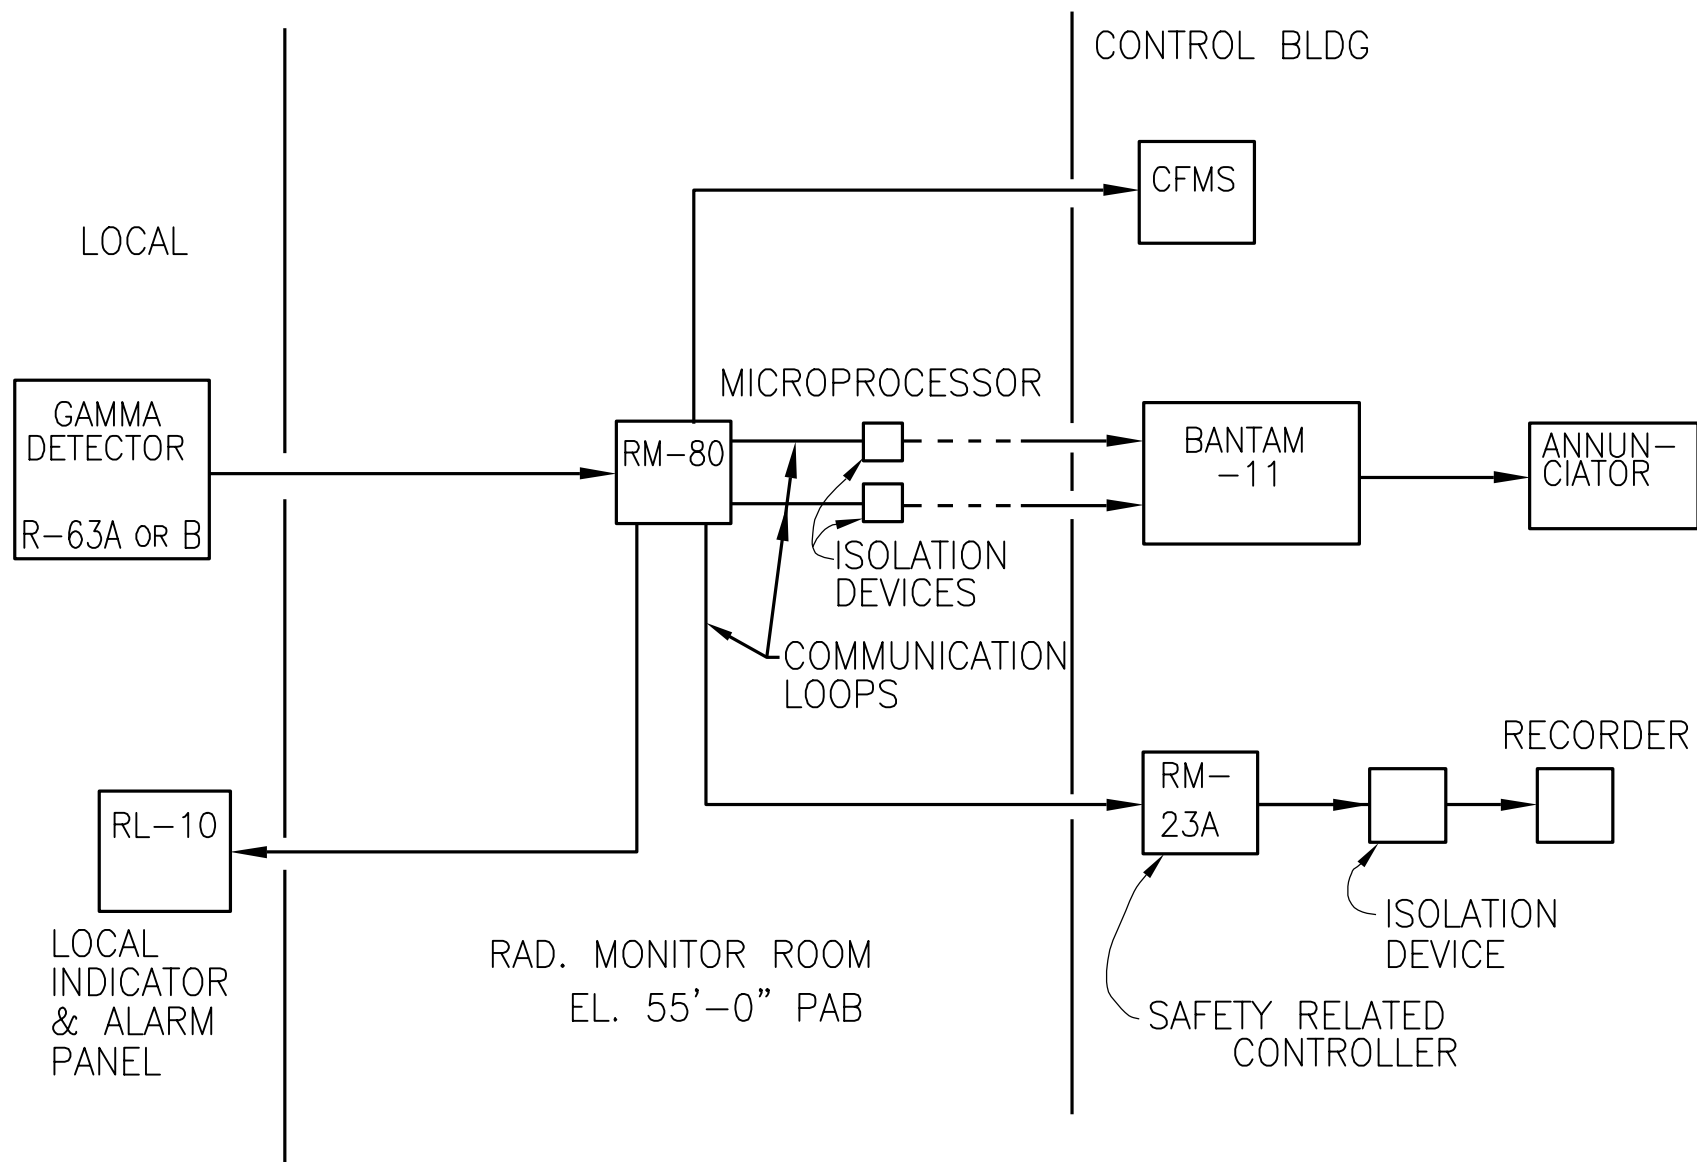 CONTROL BLDG
CFMS
LOCAL
MICROPROCESSOR
GAMMA
DETECTOR
R-63A OR B
RM-80
BANTAM
-11
ANNUN-
CIATOR
ISOLATION
DEVICES
COMMUNICATION
LOOPS
RECORDER
RL-10
RM-
23A
LOCAL
INDICATOR
& ALARM
PANEL
RAD. MONITOR ROOM
EL. 55'-0" PAB
ISOLATION
DEVICE
SAFETY RELATED
CONTROLLER